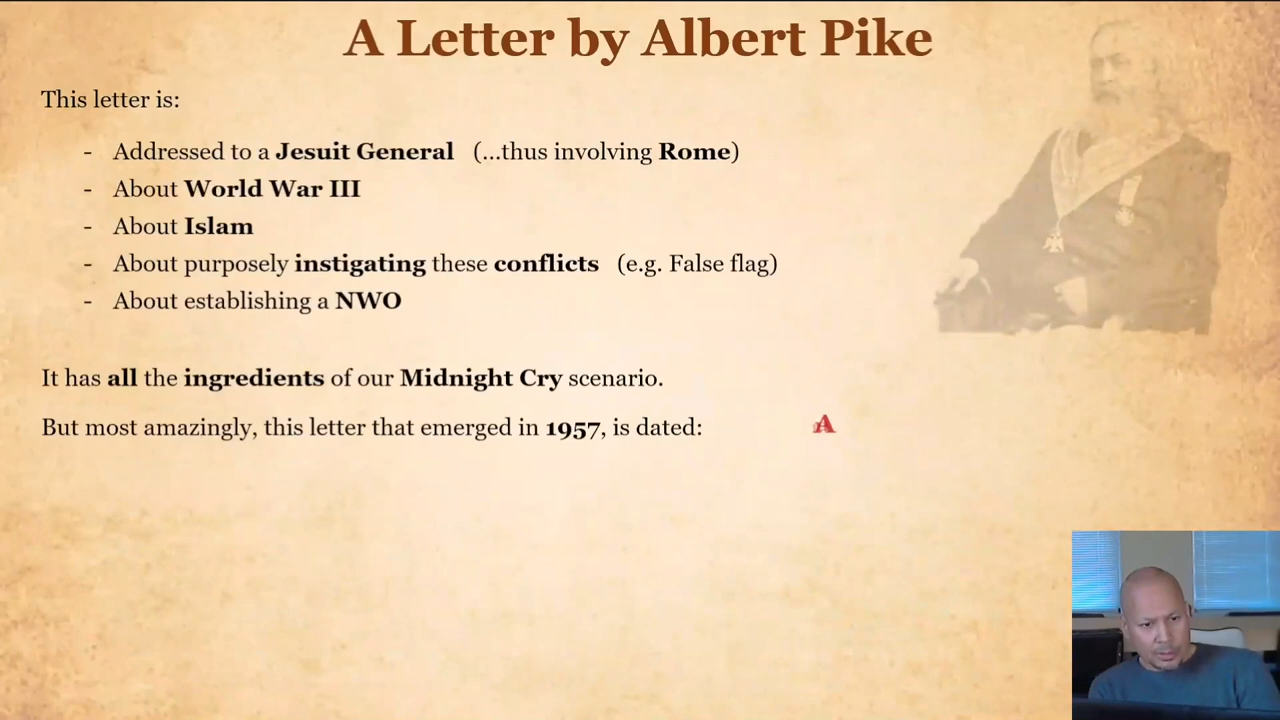 A Letter by Albert Pike
This letter is:
- Addressed to a Jesuit General (...thus involving Rome)
- About World War III
- About Islam
- About purposely instigating these conflicts (e.g. False flag)
- About establishing a NWO
It has all the ingredients of our Midnight Cry scenario.
But most amazingly, this letter that emerged in 1957, is dated: A